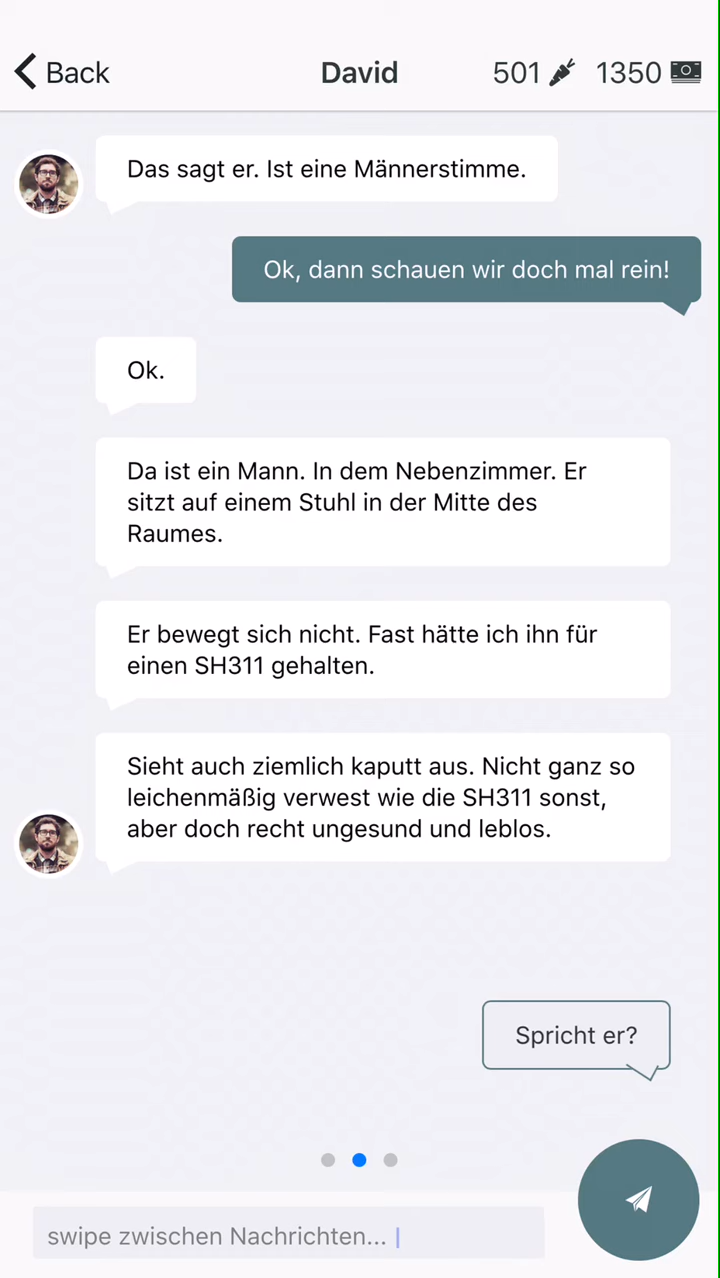 Back David 501 1350
Das sagt er. Ist eine Männerstimme.
Ok, dann schauen wir doch mal rein!
Ok.
Da ist ein Mann. In dem Nebenzimmer. Er
sitzt auf einem Stuhl in der Mitte des
Raumes.
Er bewegt sich nicht. Fast hätte ich ihn für
einen SH311 gehalten.
Sieht auch ziemlich kaputt aus. Nicht ganz so
leichenmäßig verwest wie die SH311 sonst,
aber doch recht ungesund und leblos.
Spricht er?
swipe zwischen Nachrichten...